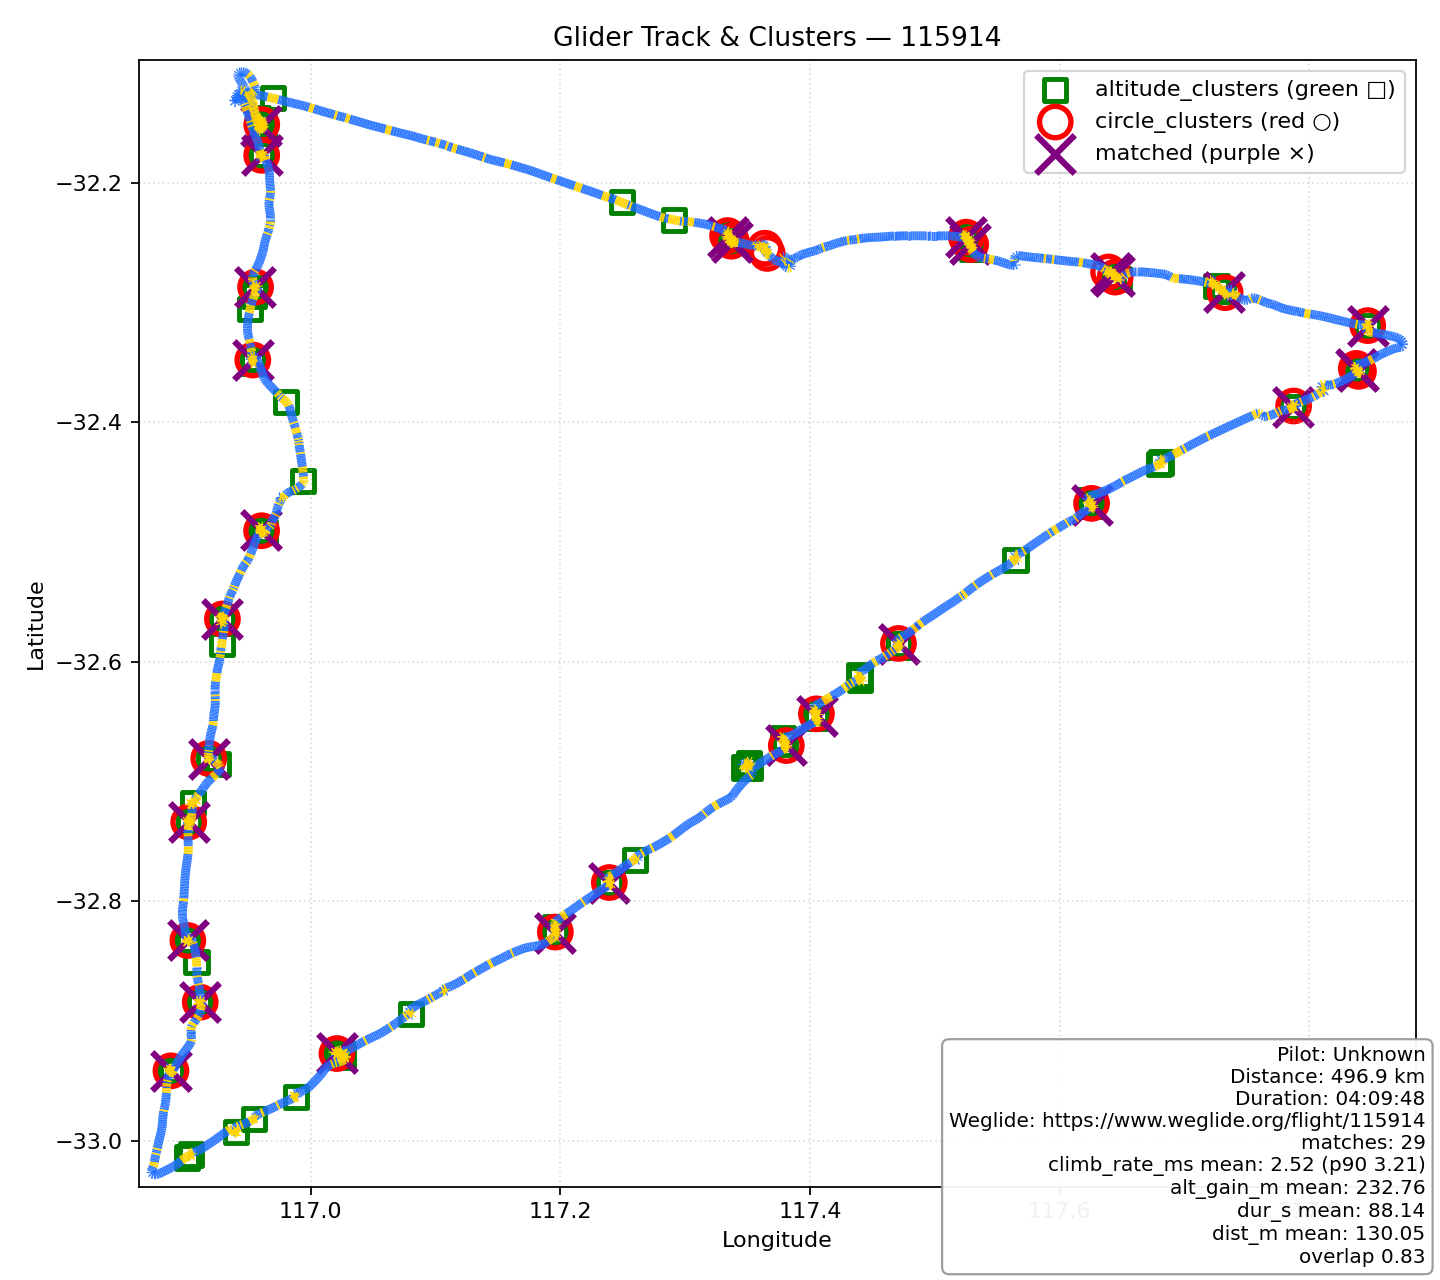 Glider Track & Clusters — 115914
altitude_clusters (green □)
circle_clusters (red ○)
matched (purple ×)
Latitude
−32.2
−32.4
−32.6
−32.8
−33.0
117.0
117.2
117.4
117.6
Longitude
Pilot: Unknown
Distance: 496.9 km
Duration: 04:09:48
Weglide: https://www.weglide.org/flight/115914
matches: 29
climb_rate_ms mean: 2.52 (p90 3.21)
alt_gain_m mean: 232.76
dur_s mean: 88.14
dist_m mean: 130.05
overlap 0.83